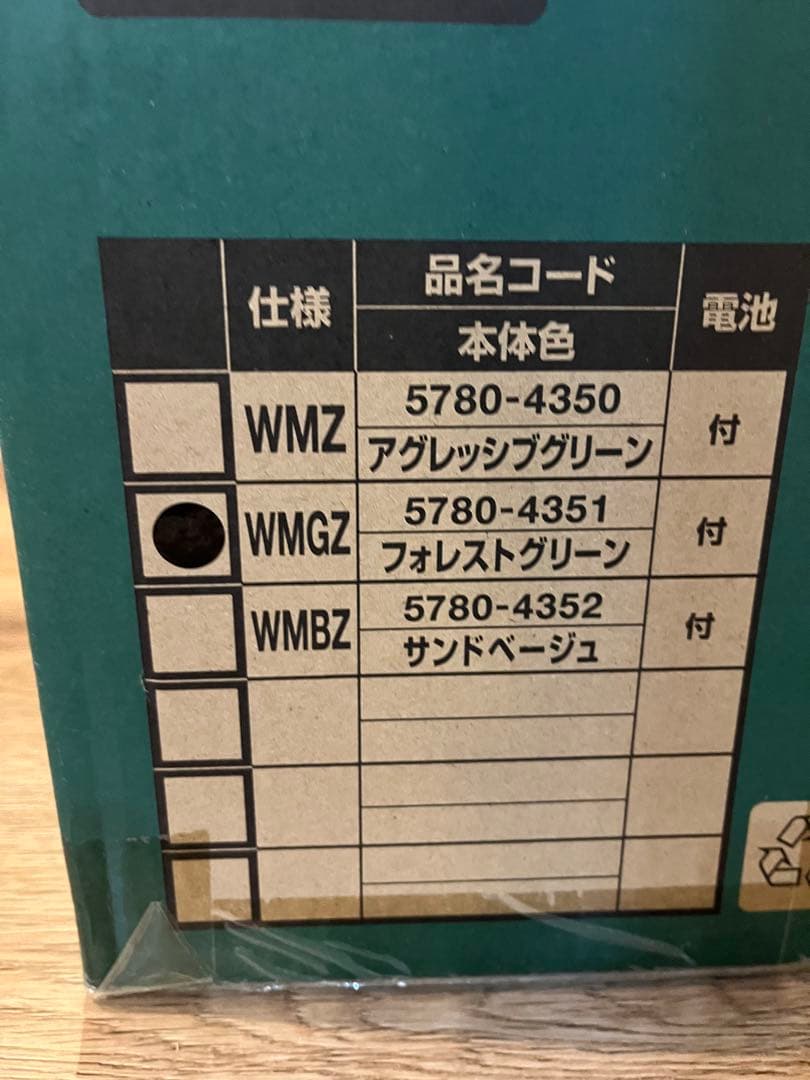 仕様 品名コード 電池
本体色
WMZ 5780-4350 付
アグレッシブグリーン
WMGZ 5780-4351 付
フォレストグリーン
WMBZ 5780-4352 付
サンドベージュ